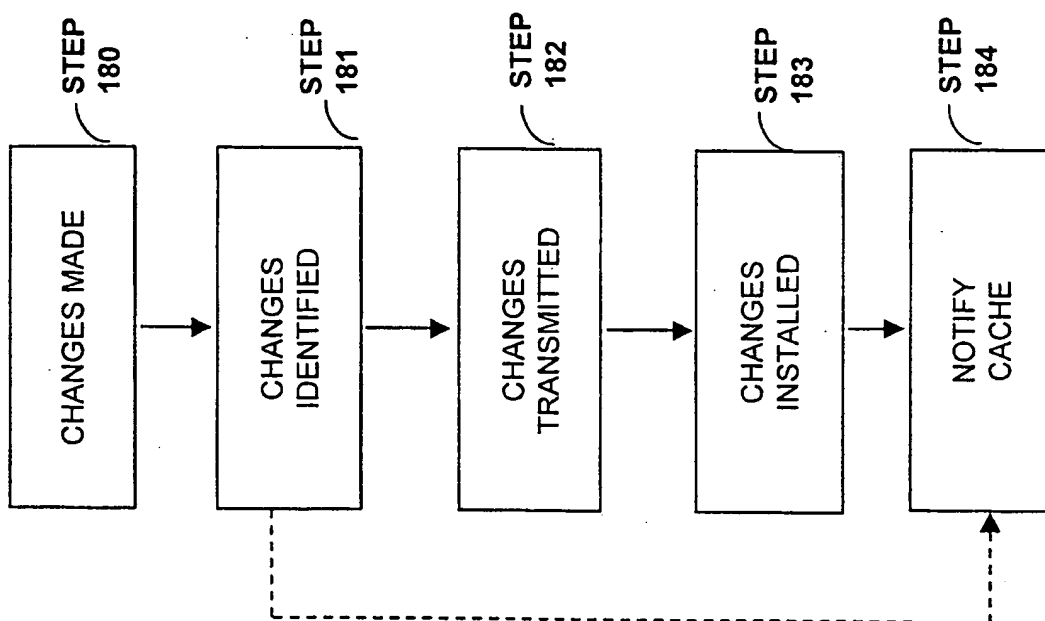 CHANGES MADE
STEP
180
CHANGES
IDENTIFIED
STEP
181
CHANGES
TRANSMITTED
STEP
182
CHANGES
INSTALLED
STEP
183
NOTIFY
CACHE
STEP
184